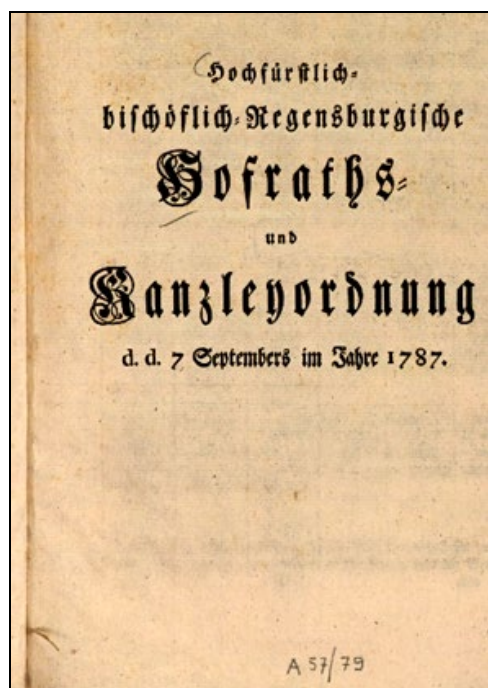 Hochfürstlich-
bischöflich-Regensburgische
Hofraths-
und
Kanzleyordnung
d. d. 7 Septembers im Jahre 1787.
A 57/79